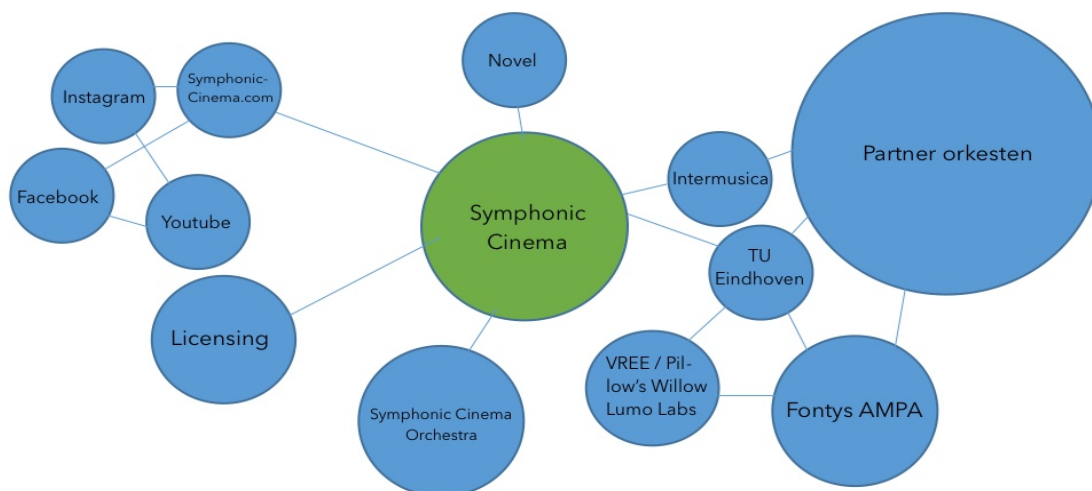 Novel
Symphonic-
Cinema.com
Instagram
Facebook
Youtube
Symphonic
Cinema
Intermusica
Partner orkesten
TU
Eindhoven
Licensing
Symphonic Cinema
Orchestra
VREE / Pil-
low's Willow
Lumo Labs
Fontys AMPA